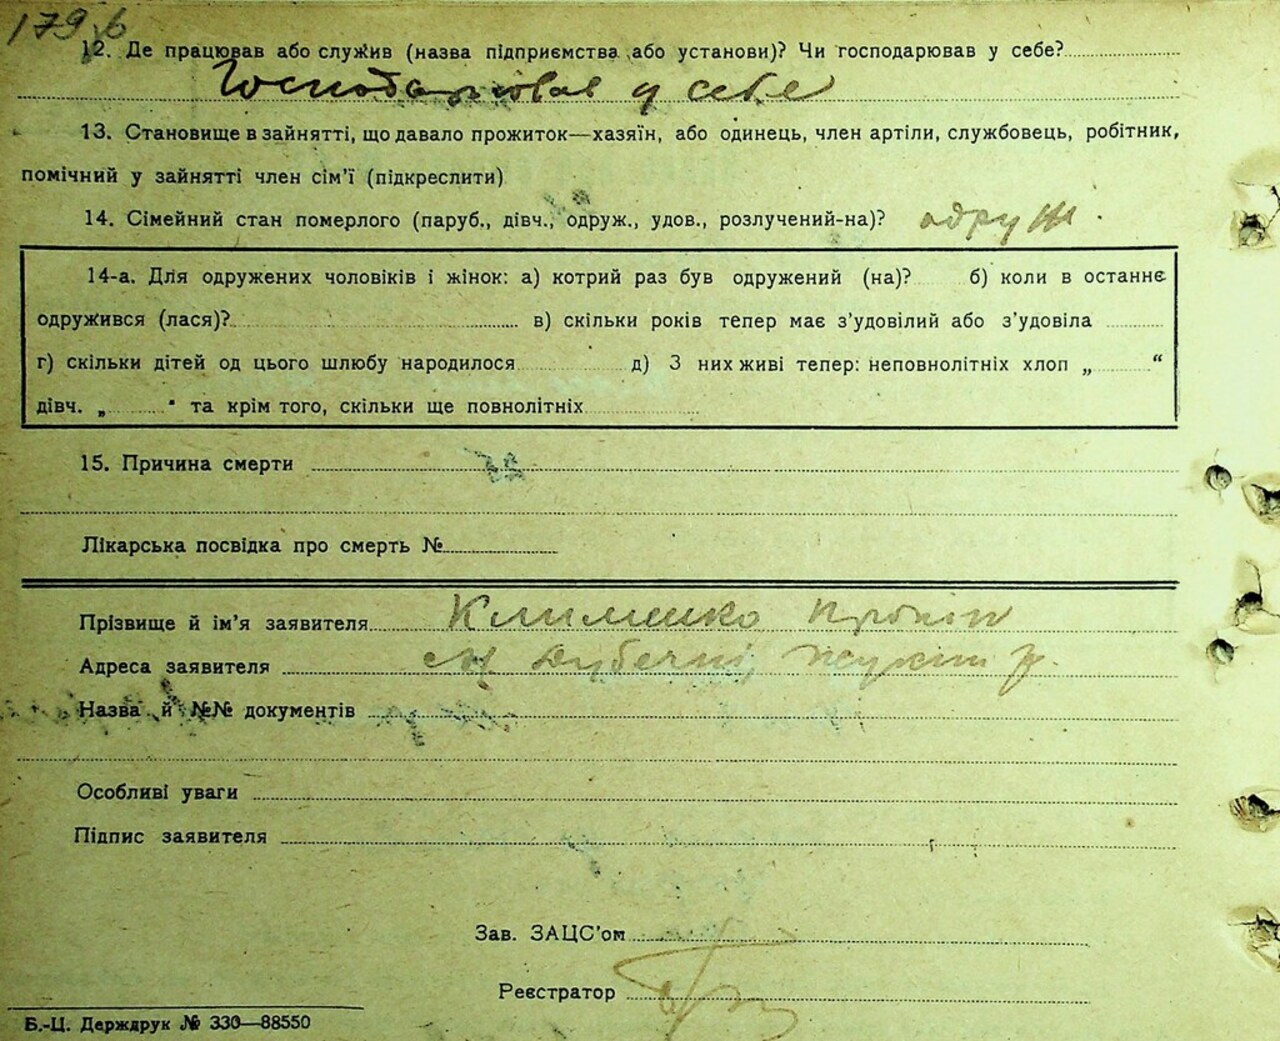 179 в
12. Де працював або служив (назва підприємства або установи)? Чи господарював у себе?
Господарював у себе
13. Становище в зайнятті, що давало прожиток—хазяїн, або одинець, член артіли, службовець, робітник,
помічний у зайнятті член сім'ї (підкреслити)
14. Сімейний стан померлого (паруб., дівч., одруж., удов., розлучений-на)? одруж.
14-а. Для одружених чоловіків і жінок: а) котрий раз був одружений (на)? б) коли в останнє
одружився (лася)? в) скільки років тепер має з'удовілий або з'удовіла
г) скільки дітей од цього шлюбу народилося д) З них живі тепер: неповнолітніх хлоп „ “
дівч. „ “ та крім того, скільки ще повнолітніх
15. Причина смерти
Лікарська посвідка про смерть №
Прізвище й ім'я заявителя Клименко
Адреса заявителя Дубечні,
Назва й №№ документів
Особливі уваги
Підпис заявителя
Зав. ЗАЦС'ом
Реєстратор
Б.-Ц. Держдрук № 330—88550